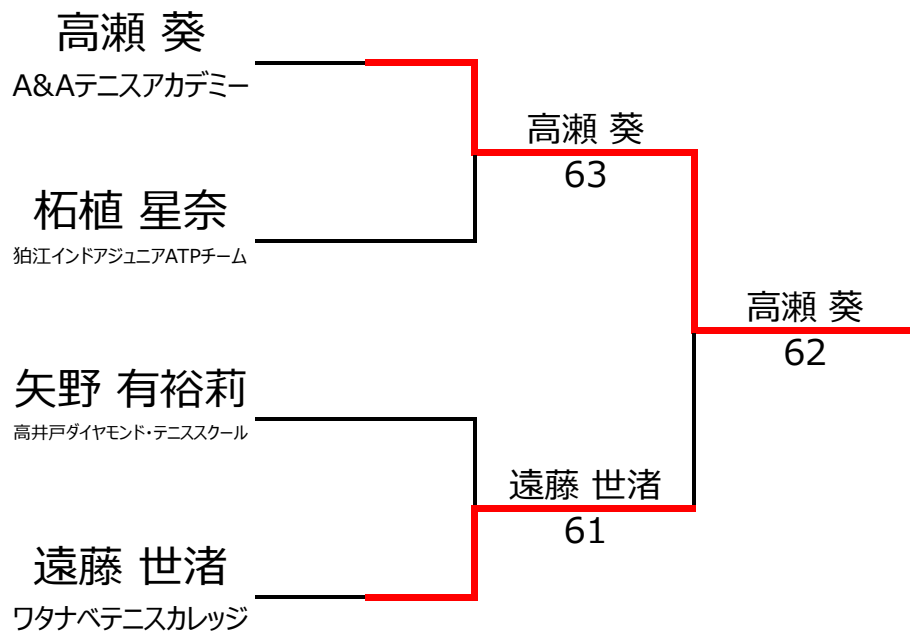 高瀬 葵
A&Aテニスアカデミー
高瀬 葵
63
柘植 星奈
狛江インドアジュニアATPチーム
高瀬 葵
62
矢野 有裕莉
高井戸ダイヤモンド・テニススクール
遠藤 世渚
61
遠藤 世渚
ワタナベテニスカレッジ